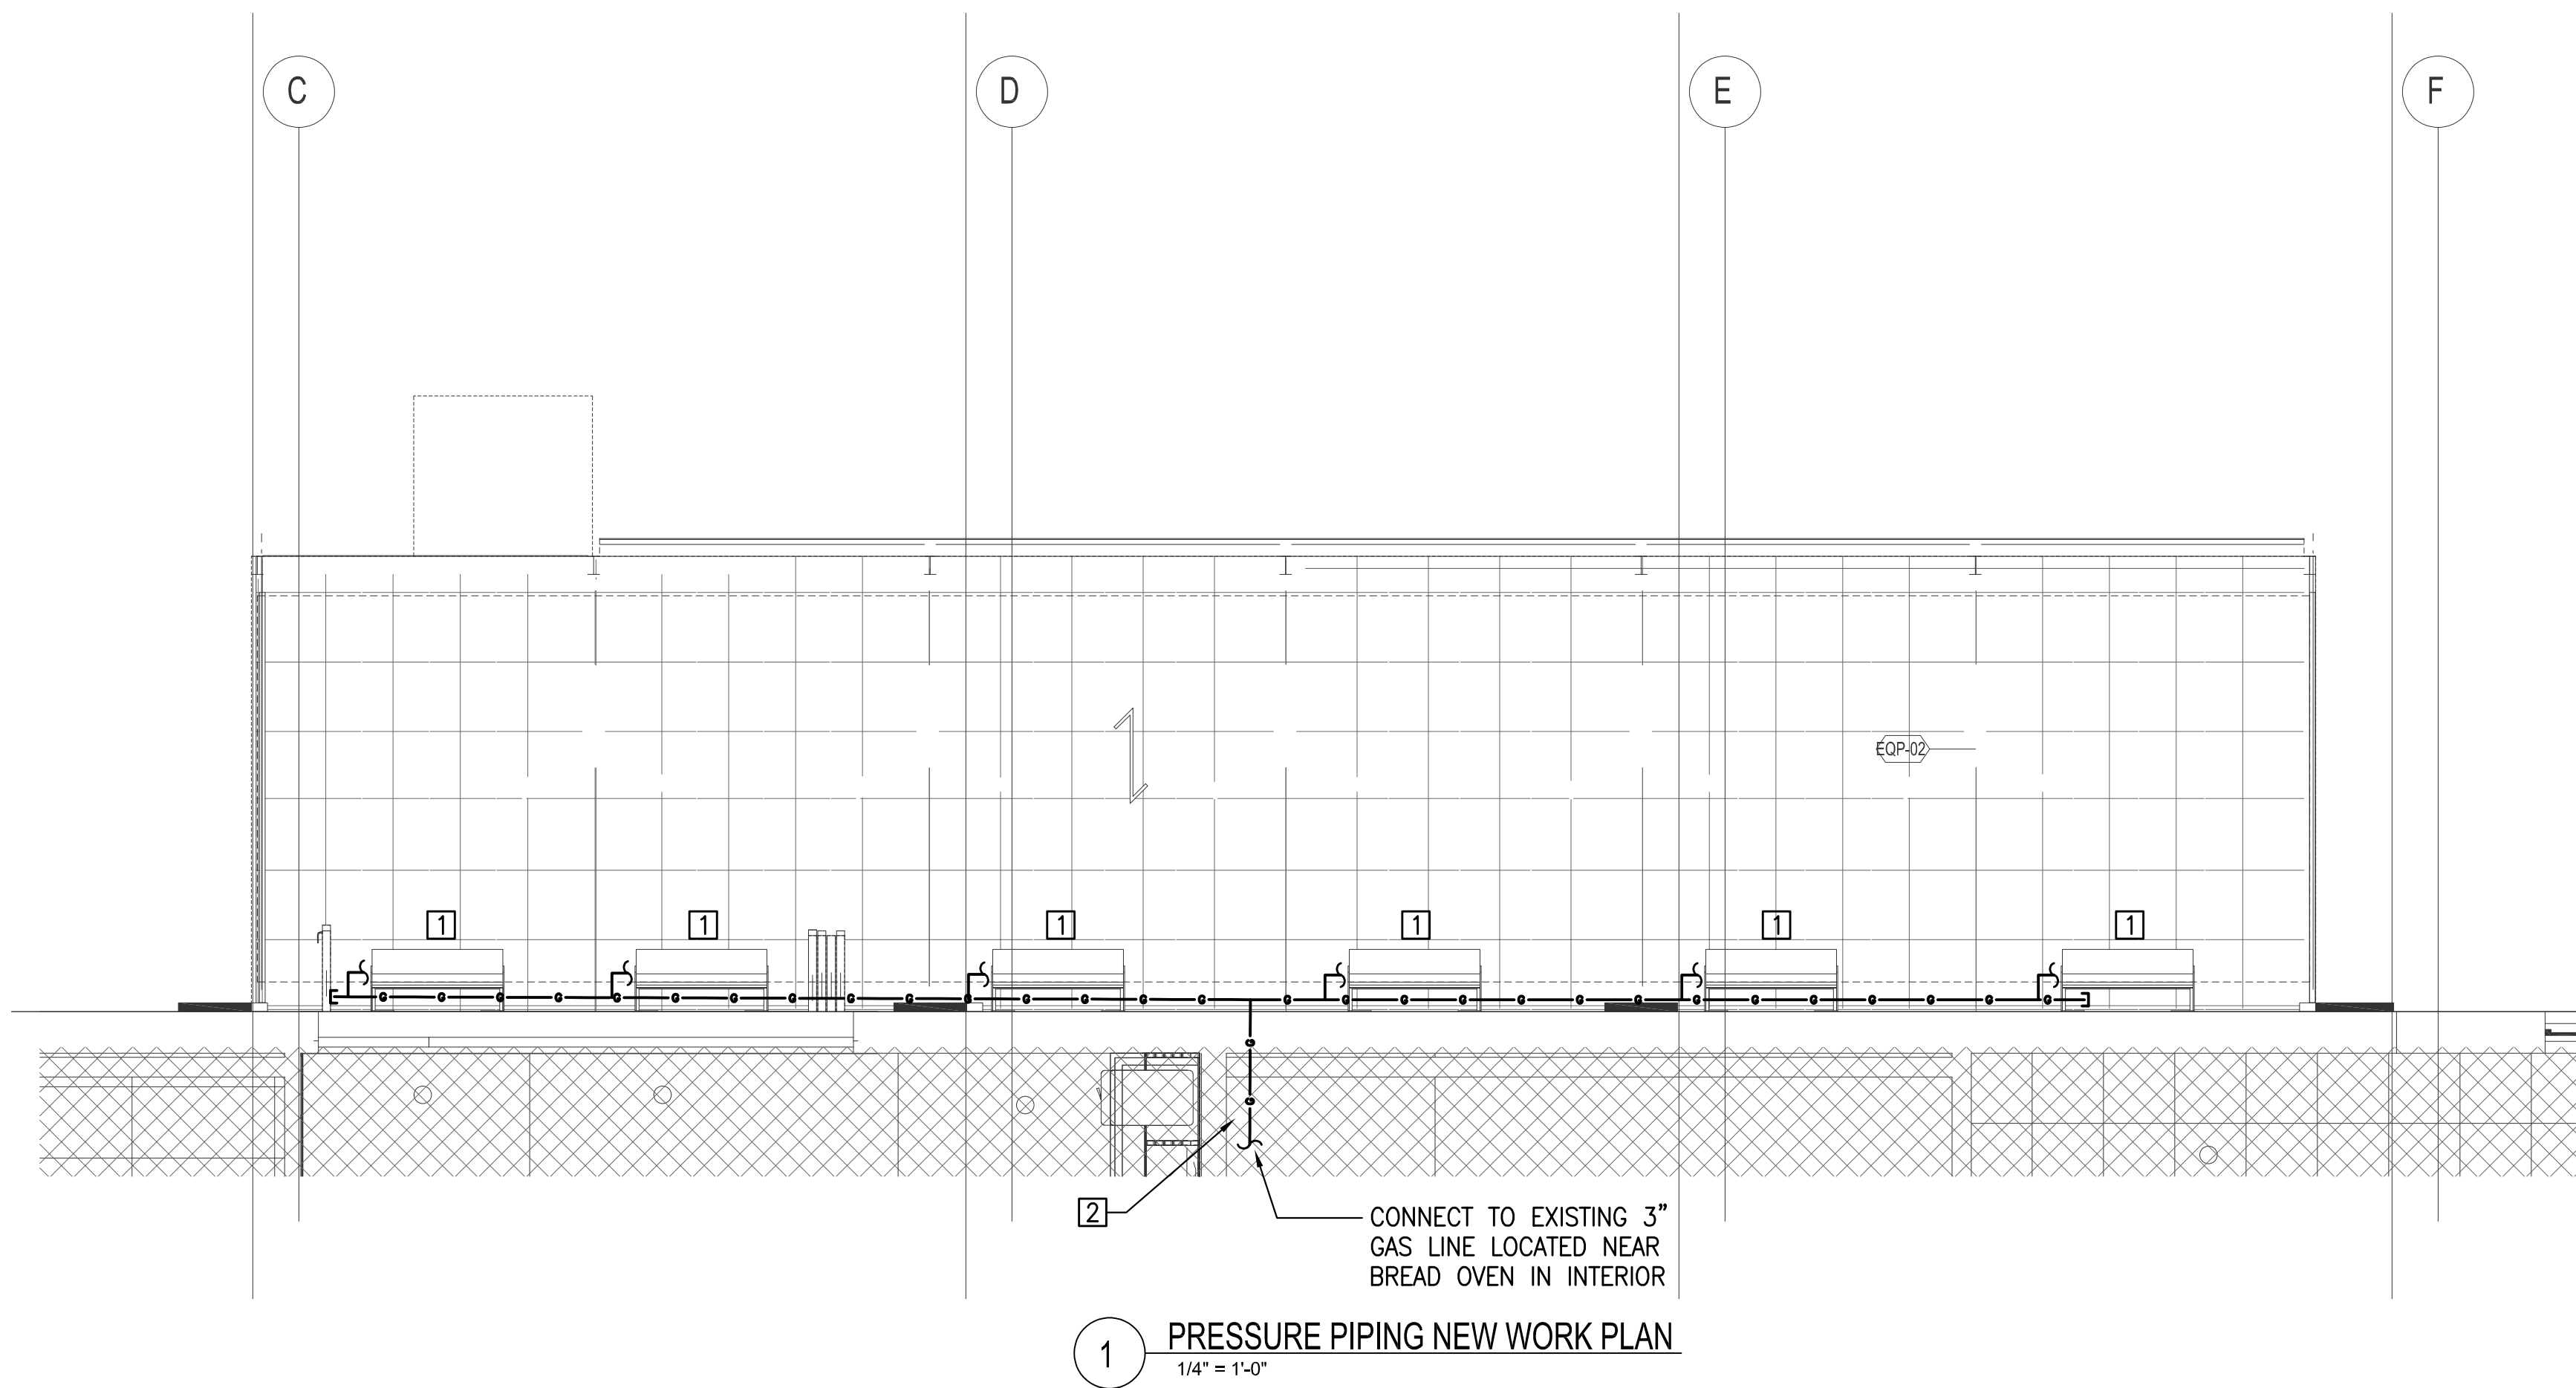 C
D
E
F
EQP-02
1
1
1
1
1
1
G G G G G G G G G G G G G G G G G G G G G G G G G G G G
G
G
2
CONNECT TO EXISTING 3"
GAS LINE LOCATED NEAR
BREAD OVEN IN INTERIOR
1
PRESSURE PIPING NEW WORK PLAN
1/4" = 1'-0"